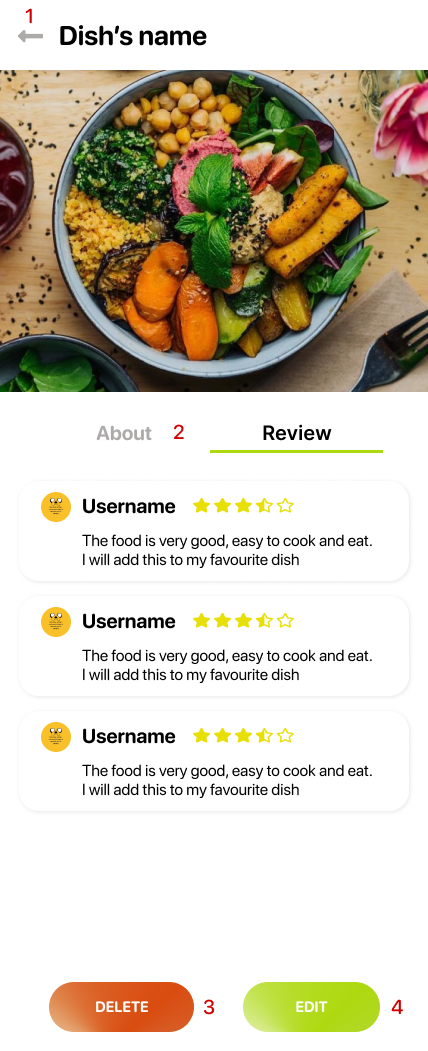 1
Dish's name
About 2 Review
Username
The food is very good, easy to cook and eat.
I will add this to my favourite dish
Username
The food is very good, easy to cook and eat.
I will add this to my favourite dish
Username
The food is very good, easy to cook and eat.
I will add this to my favourite dish
DELETE 3 EDIT 4